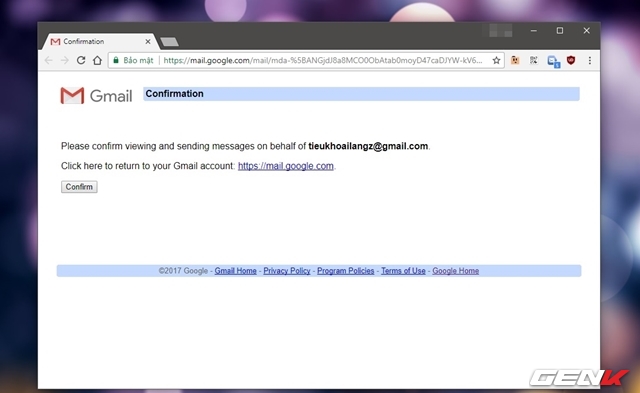 Confirmation
Bảo mật
https://mail.google.com/mail/mda-%5BANGjdJ8a8MCO0ObAtab0moyD47caDJYW-kV6...
Gmail
Confirmation
Please confirm viewing and sending messages on behalf of tieukhoailangz@gmail.com.
Click here to return to your Gmail account: https://mail.google.com.
Confirm
©2017 Google - Gmail Home - Privacy Policy - Program Policies - Terms of Use - Google Home
GENK